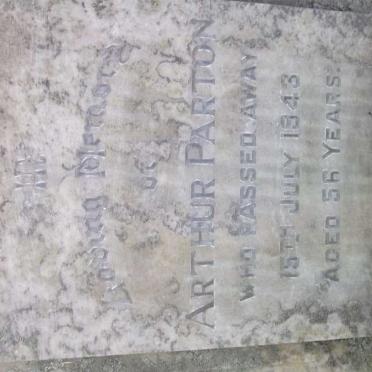 In
Loving Memory
of
ARTHUR PARTON
WHO PASSED AWAY
15TH JULY 1943
AGED 56 YEARS.